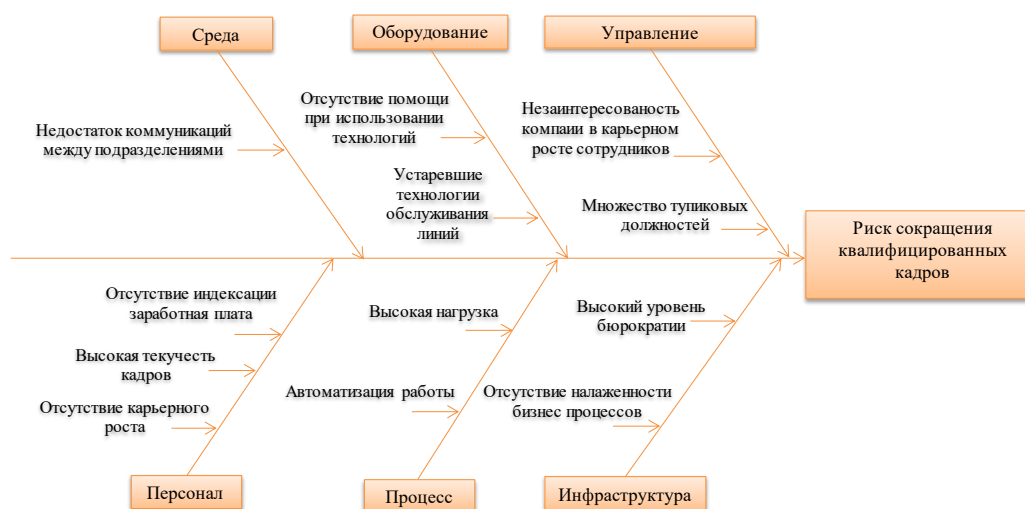 Среда
Оборудование
Управление
Отсутствие помощи
при использовании
технологий
Незаинтересованость
компаии в карьерном
росте сотрудников
Недостаток коммуникаций
между подразделениями
Устаревшие
технологии
обслуживания
линий
Множество тупиковых
должностей
Риск сокращения
квалифицированных
кадров
Отсутствие индексации
заработная плата
Высокая нагрузка
Высокий уровень
бюрократии
Высокая текучесть
кадров
Автоматизация работы
Отсутствие налаженности
бизнес процессов
Отсутствие карьерного
роста
Персонал
Процесс
Инфраструктура